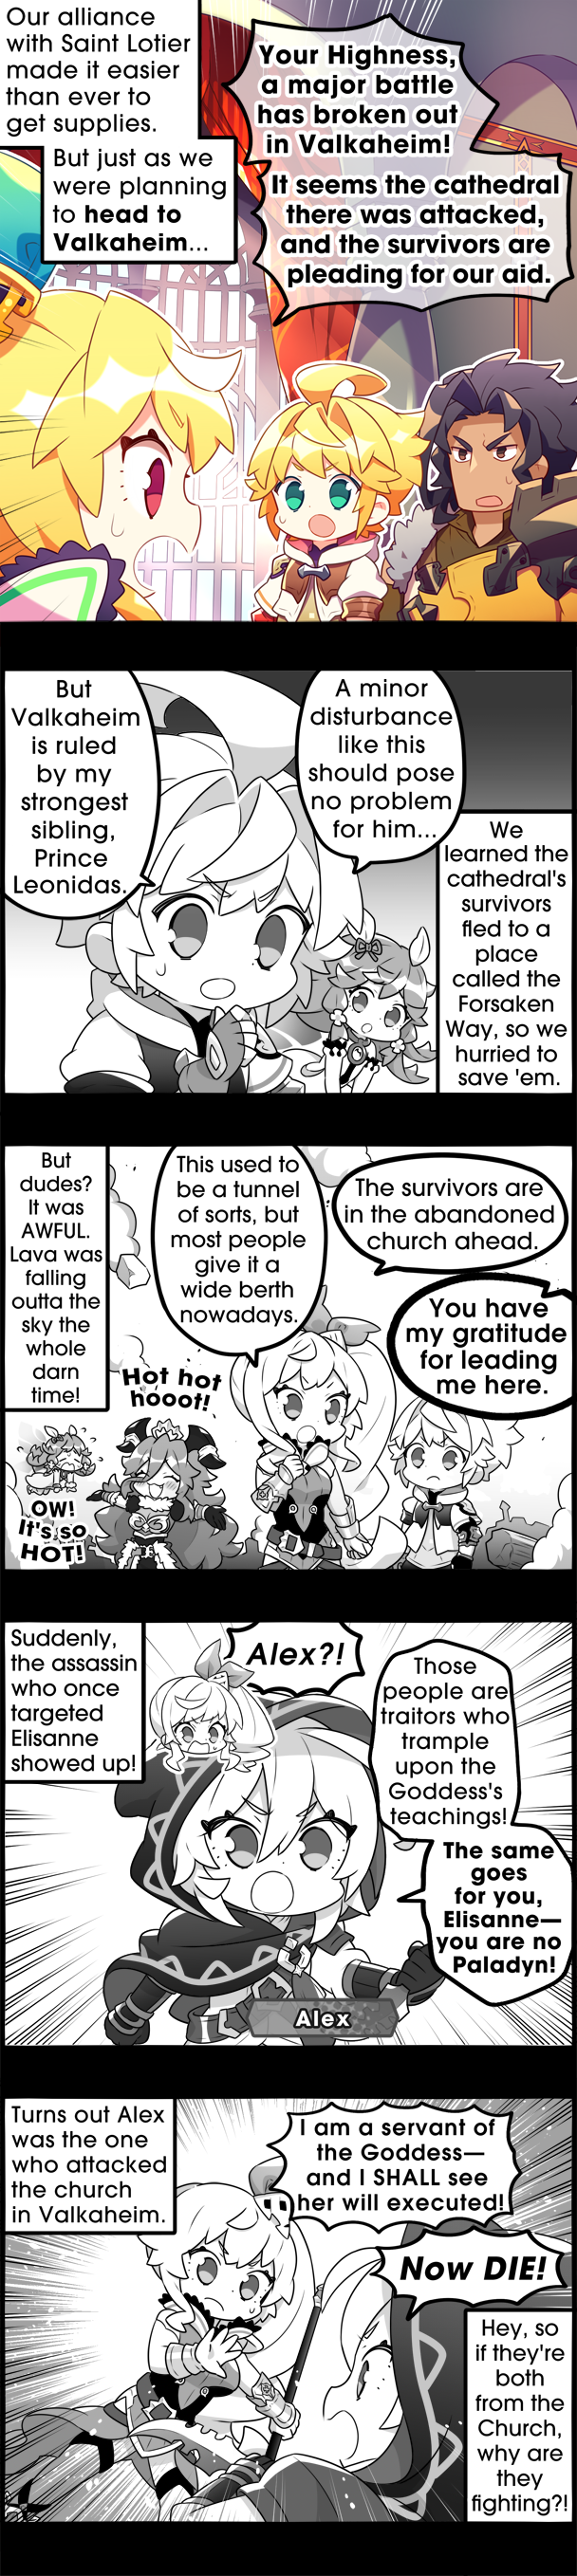 Our alliance
with Saint Lotier
made it easier
than ever to
get supplies.
But just as we
were planning
to head to
Valkaheim...
Your Highness,
a major battle
has broken out
in Valkaheim!
It seems the cathedral
there was attacked,
and the survivors are
pleading for our aid.
But
Valkaheim
is ruled
by my
strongest
sibling,
Prince
Leonidas.
A minor
disturbance
like this
should pose
no problem
for him...
We
learned the
cathedral's
survivors
fled to a
place
called the
Forsaken
Way, so we
hurried to
save 'em.
But
dudes?
It was
AWFUL.
Lava was
falling
outta the
sky the
whole
darn
time!
This used to
be a tunnel
of sorts, but
most people
give it a
wide berth
nowadays.
The survivors are
in the abandoned
church ahead.
You have
my gratitude
for leading
me here.
Hot hot
hooot!
OW!
It's so
HOT!
Suddenly,
the assassin
who once
targeted
Elisanne
showed up!
Alex?!
Those
people are
traitors who
trample
upon the
Goddess's
teachings!
The same
goes
for you,
Elisanne—
you are no
Paladyn!
Alex
Turns out Alex
was the one
who attacked
the church
in Valkaheim.
I am a servant of
the Goddess—
and I SHALL see
her will executed!
Now DIE!
Hey, so
if they're
both
from the
Church,
why are
they
fighting?!